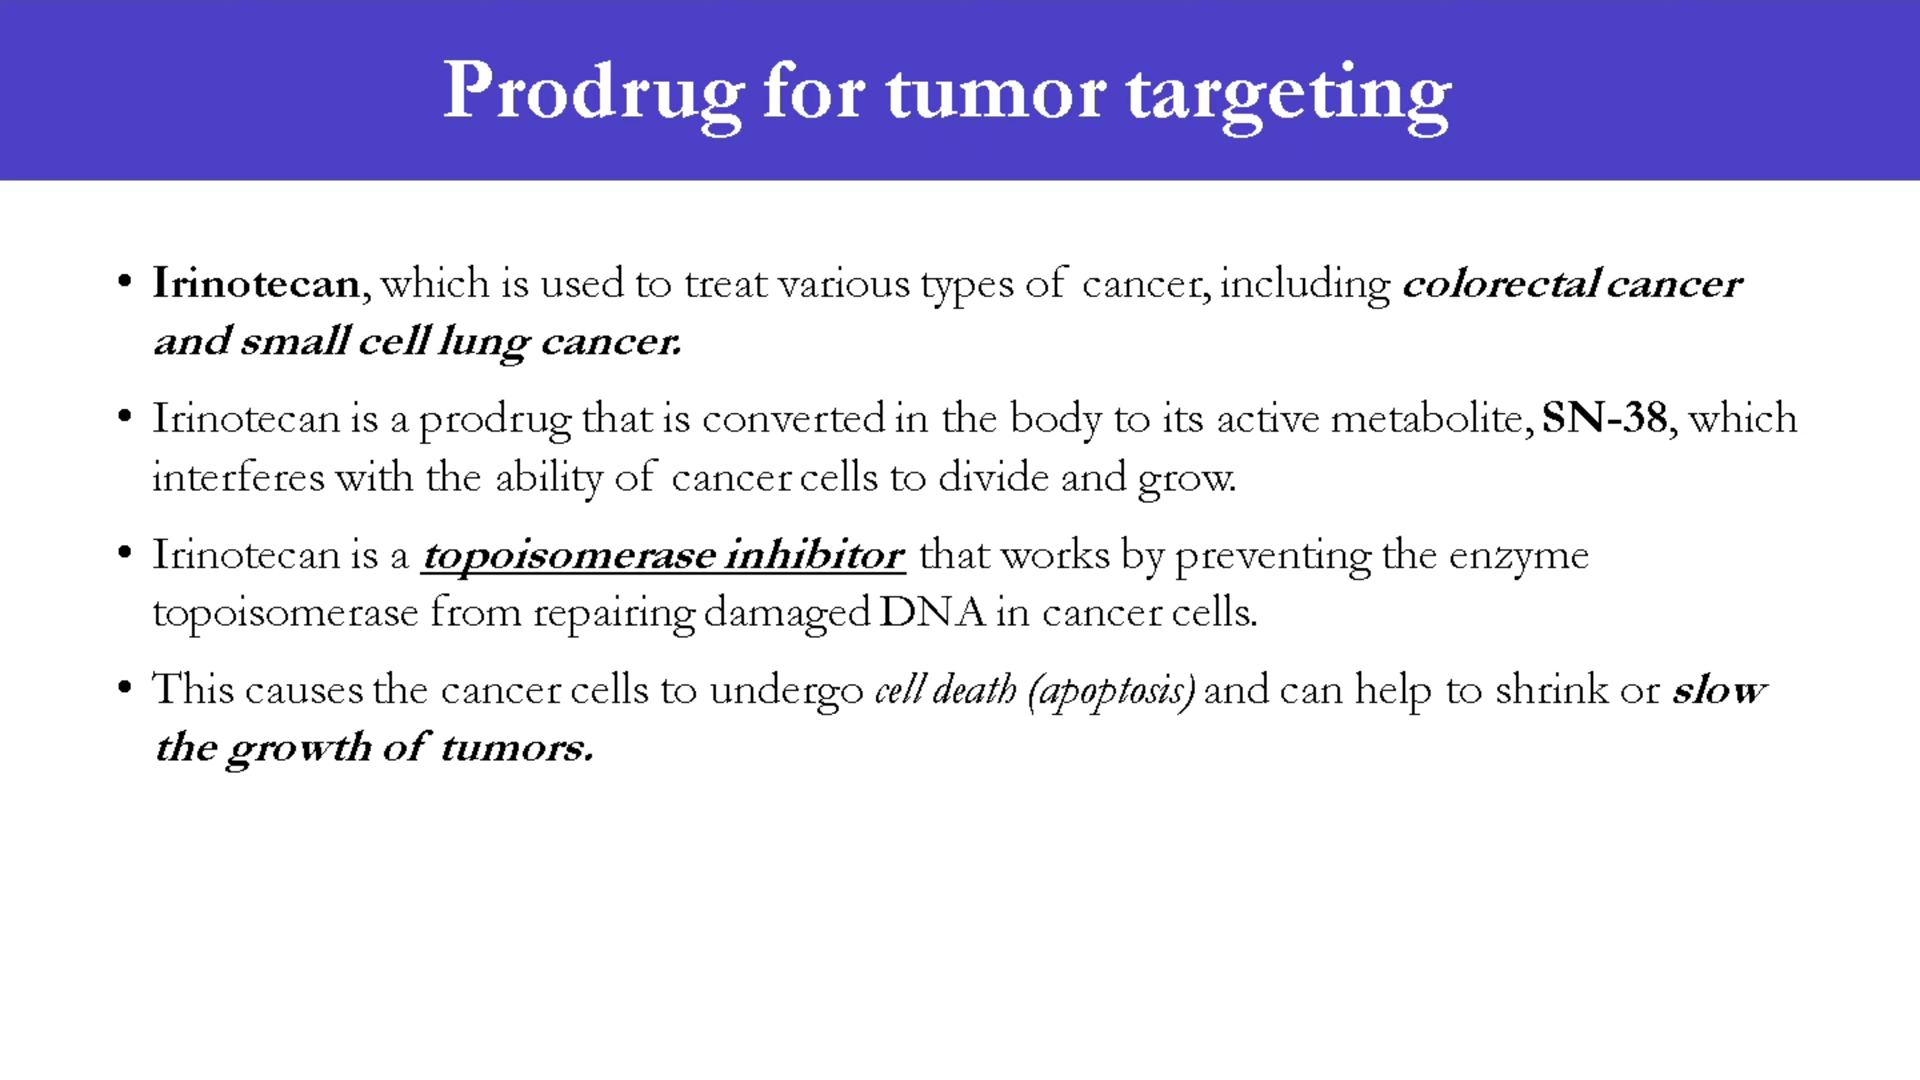 Prodrug for tumor targeting
• Irinotecan, which is used to treat various types of cancer, including colorectal cancer
and small cell lung cancer.
• Irinotecan is a prodrug that is converted in the body to its active metabolite, SN-38, which
interferes with the ability of cancer cells to divide and grow.
• Irinotecan is a topoisomerase inhibitor that works by preventing the enzyme
topoisomerase from repairing damaged DNA in cancer cells.
• This causes the cancer cells to undergo cell death (apoptosis) and can help to shrink or slow
the growth of tumors.